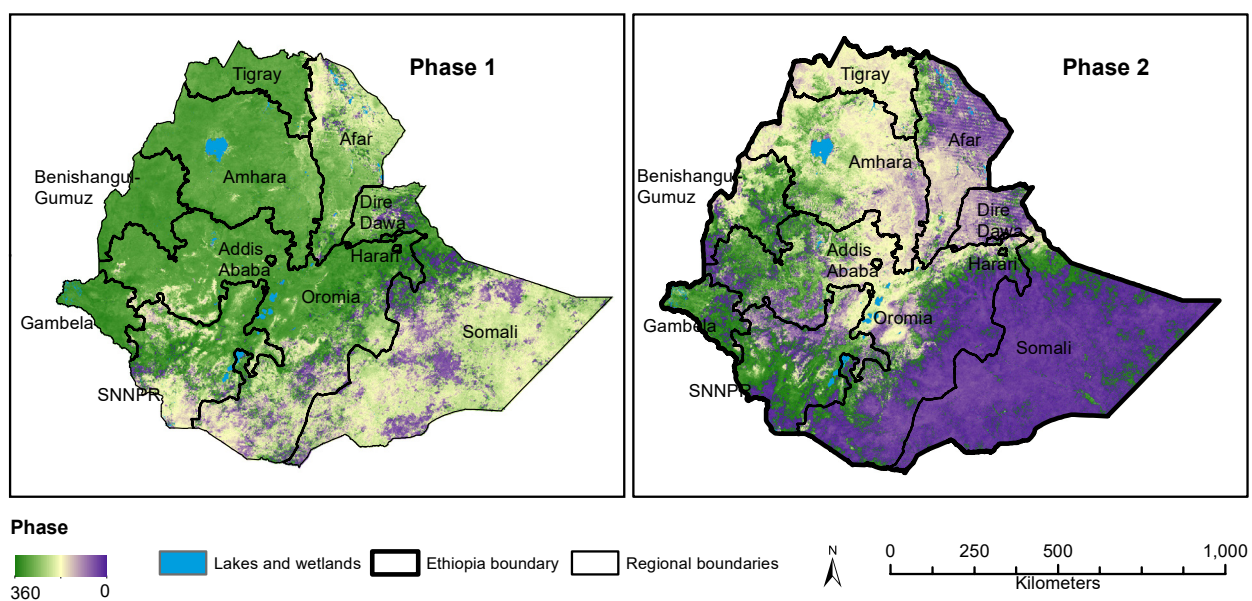 Phase 1
Tigray
Afar
Benishangul-
Gumuz
Amhara
Dire
Dawa
Addis
Ababa
Harari
Oromia
Gambela
Somali
SNNPR
Phase 2
Tigray
Afar
Benishangul-
Gumuz
Amhara
Dire
Dawa
Addis
Ababa
Harari
Oromia
Gambela
Somali
SNNPR
Phase
360 0
Lakes and wetlands
Ethiopia boundary
Regional boundaries
N
0 250 500 1,000
Kilometers